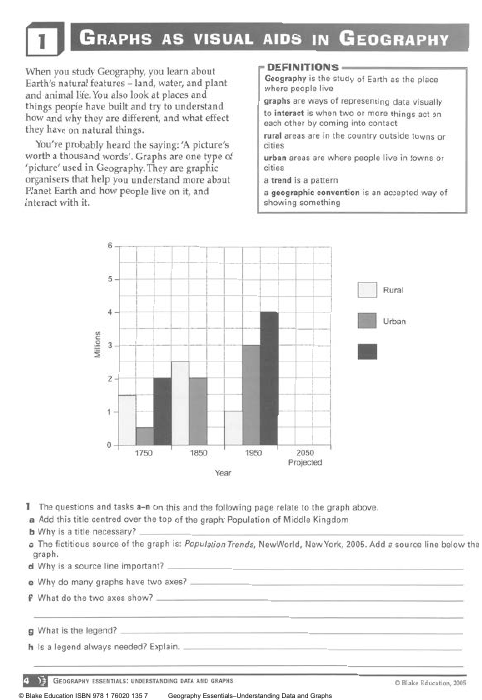 1 GRAPHS AS VISUAL AIDS IN GEOGRAPHY
When you study Geography, you learn about
Earth's natural features – land, water, and plant
and animal life. You also look at places and
things people have built and try to understand
how and why they are different, and what effect
they have on natural things.
You're probably heard the saying: 'A picture's
worth a thousand words'. Graphs are one type of
'picture' used in Geography. They are graphic
organisers that help you understand more about
Planet Earth and how people live on it, and
interact with it.
DEFINITIONS
Geography is the study of Earth as the place
where people live
graphs are ways of representing data visually
to interact is when two or more things act on
each other by coming into contact
rural areas are in the country outside towns or
cities
urban areas are where people live in towns or
cities
a trend is a pattern
a geographic convention is an accepted way of
showing something
6
5
4
3
2
1
0
Millions
1750
1850
1950
2050
Projected
Year
Rural
Urban
1 The questions and tasks a–n on this and the following page relate to the graph above.
a Add this title centred over the top of the graph: Population of Middle Kingdom
b Why is a title necessary?
c The fictitious source of the graph is: Population Trends, NewWorld, New York, 2005. Add a source line below the
graph.
d Why is a source line important?
e Why do many graphs have two axes?
f What do the two axes show?
g What is the legend?
h Is a legend always needed? Explain.
4 GEOGRAPHY ESSENTIALS: UNDERSTANDING DATA AND GRAPHS
© Blake Education, 2005
© Blake Education ISBN 978 1 76020 135 7 Geography Essentials–Understanding Data and Graphs